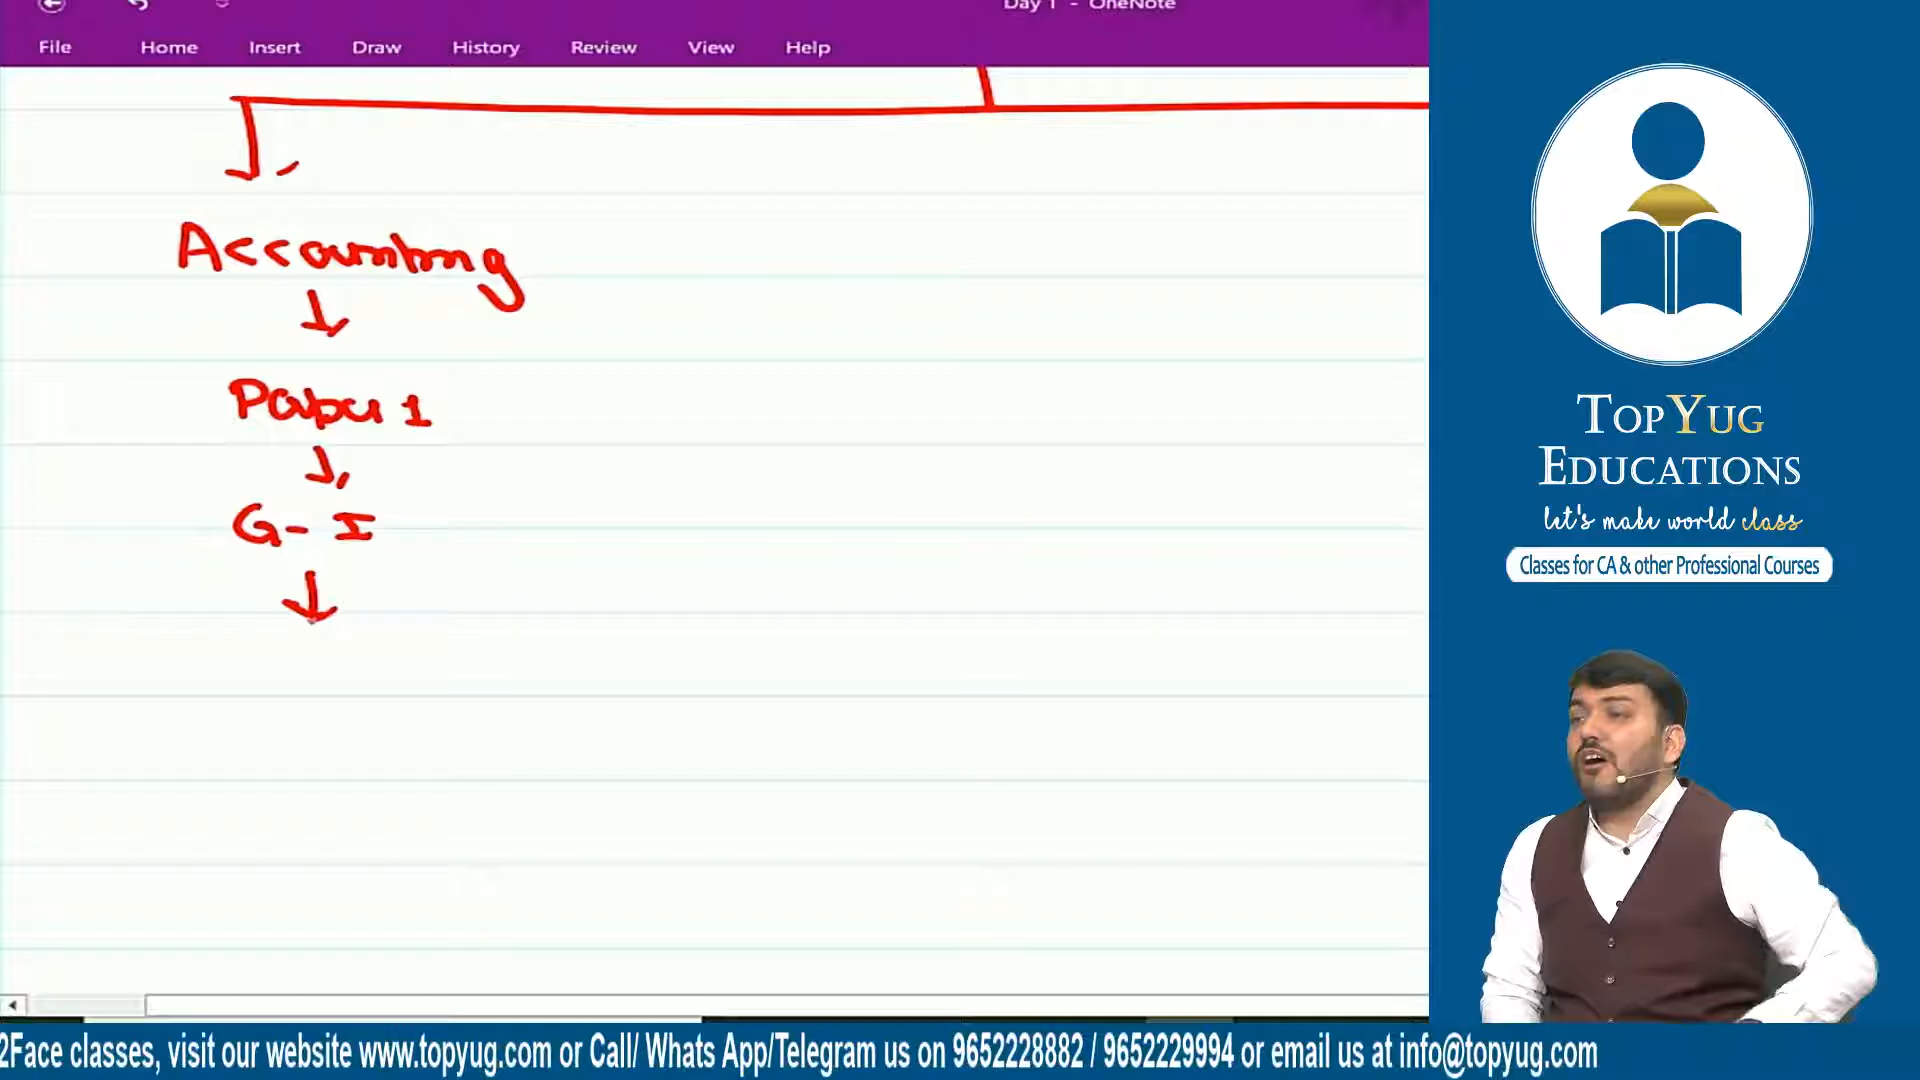 Day 1 - OneNote
File Home Insert Draw History Review View Help
Accounting
Paper 1
G- I
TOPYUG
EDUCATIONS
let's make world class
Classes for CA & other Professional Courses
2Face classes, visit our website www.topyug.com or Call/ Whats App/Telegram us on 9652228882 / 9652229994 or email us at info@topyug.com